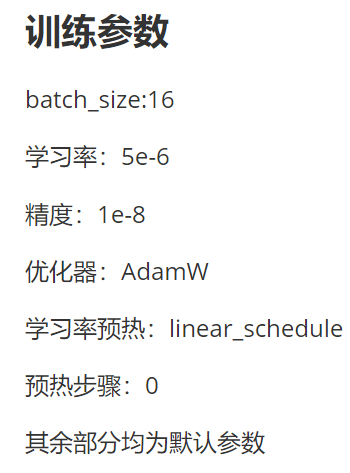 训练参数
batch_size:16
学习率：5e-6
精度：1e-8
优化器：AdamW
学习率预热：linear_schedule
预热步骤：0
其余部分均为默认参数